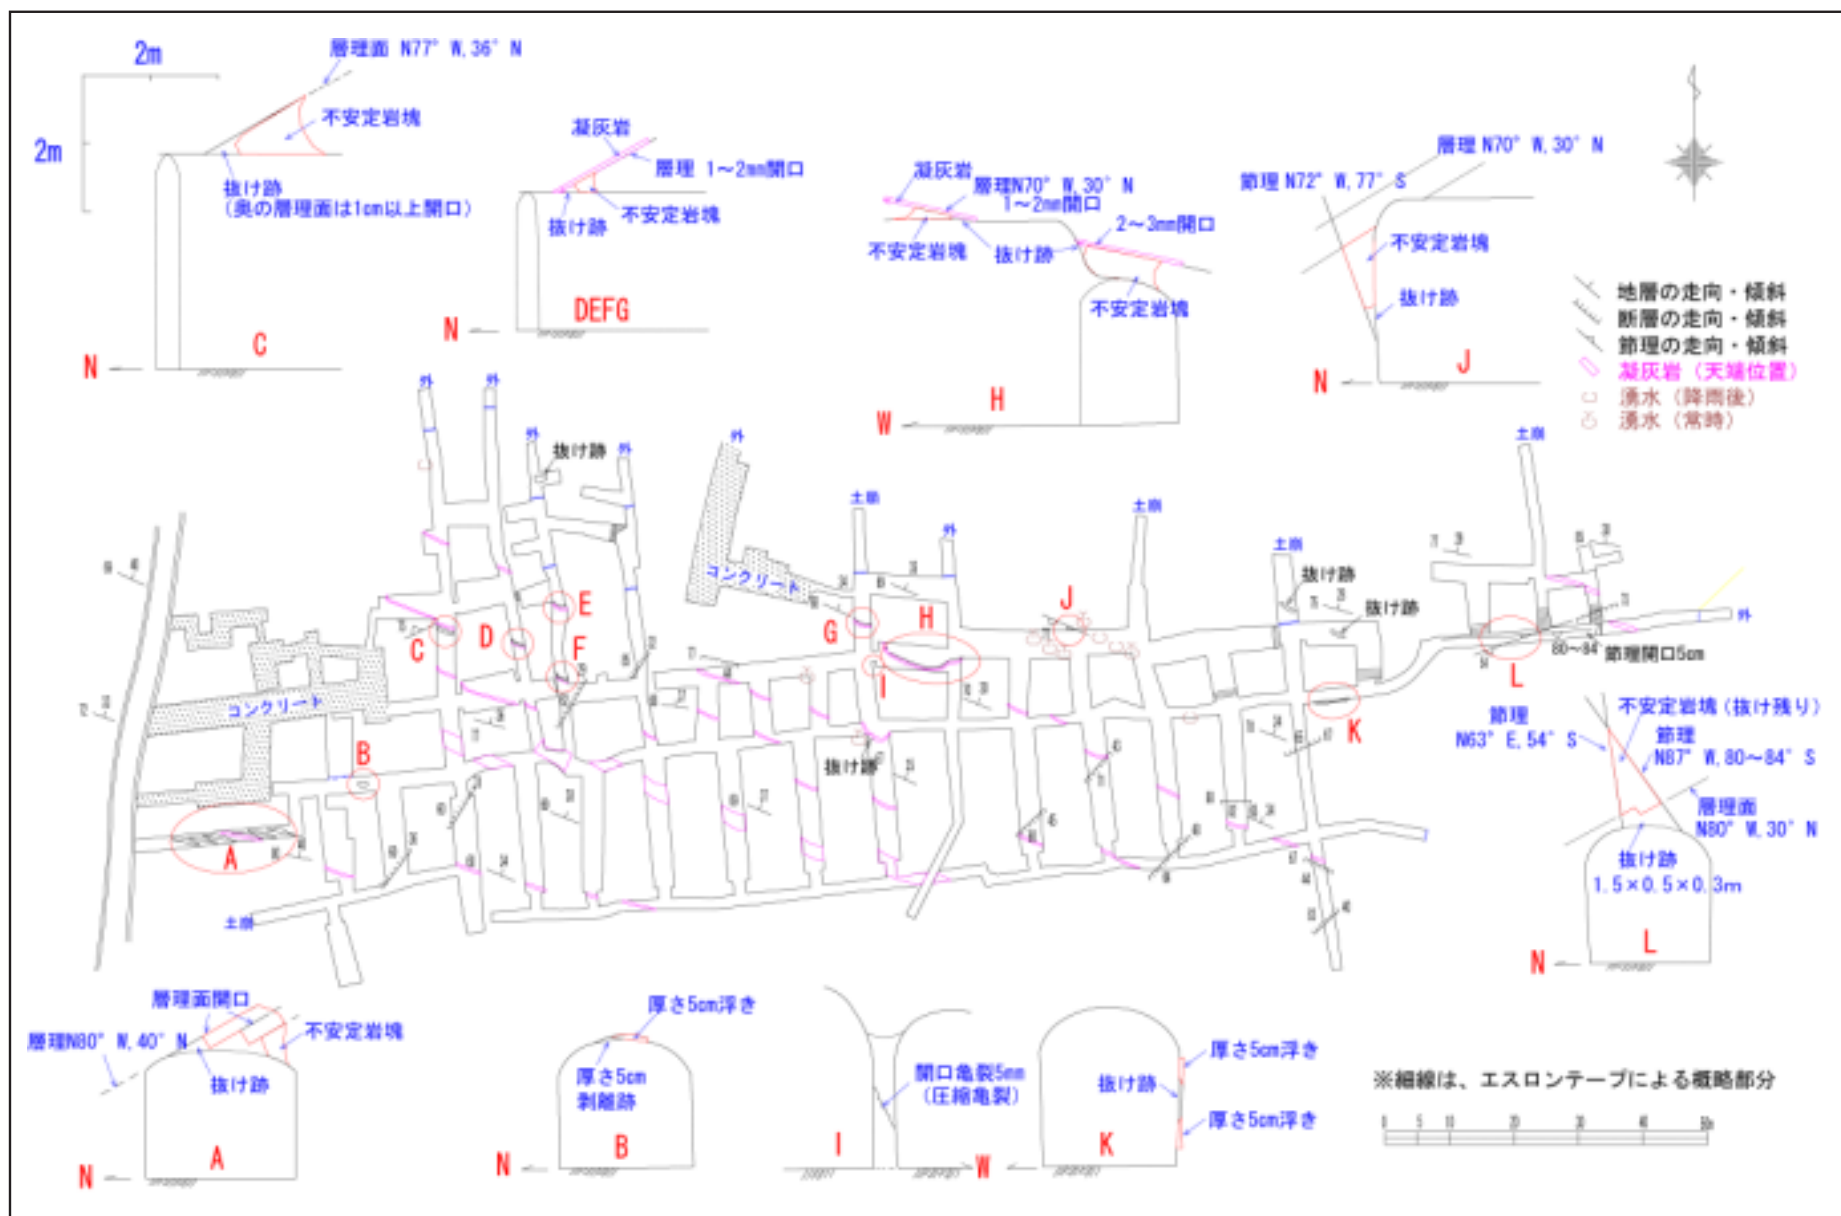 2m
2m
層理面 N77° W, 36° N
不安定岩塊
抜け跡
(奥の層理面は1cm以上開口)
N
C
凝灰岩
層理 1～2mm開口
不安定岩塊
抜け跡
N
DEFG
凝灰岩
層理N70° W, 30° N
1～2mm開口
2～3mm開口
不安定岩塊
抜け跡
不安定岩塊
W
H
層理 N70° W, 30° N
節理 N72° W, 77° S
不安定岩塊
抜け跡
N
J
地層の走向・傾斜
断層の走向・傾斜
節理の走向・傾斜
凝灰岩 (天端位置)
湧水 (降雨後)
湧水 (常時)
外
外
外
外
外
土崩
外
土崩
土崩
土崩
外
抜け跡
コンクリート
コンクリート
抜け跡
抜け跡
抜け跡
80～84
節理開口5cm
土崩
A
B
C
D
E
F
G
H
I
J
K
L
節理
N63° E, 54° S
不安定岩塊 (抜け残り)
節理
N87° W, 80～84° S
層理面
N80° W, 30° N
抜け跡
1.5×0.5×0.3m
N
L
層理面開口
層理N80° W, 40° N
不安定岩塊
抜け跡
N
A
厚さ5cm浮き
厚さ5cm
剥離跡
N
B
開口亀裂5mm
(圧縮亀裂)
I
W
厚さ5cm浮き
抜け跡
厚さ5cm浮き
K
※細線は、エスロンテープによる概略部分
0 5 10 20 30 40 50m